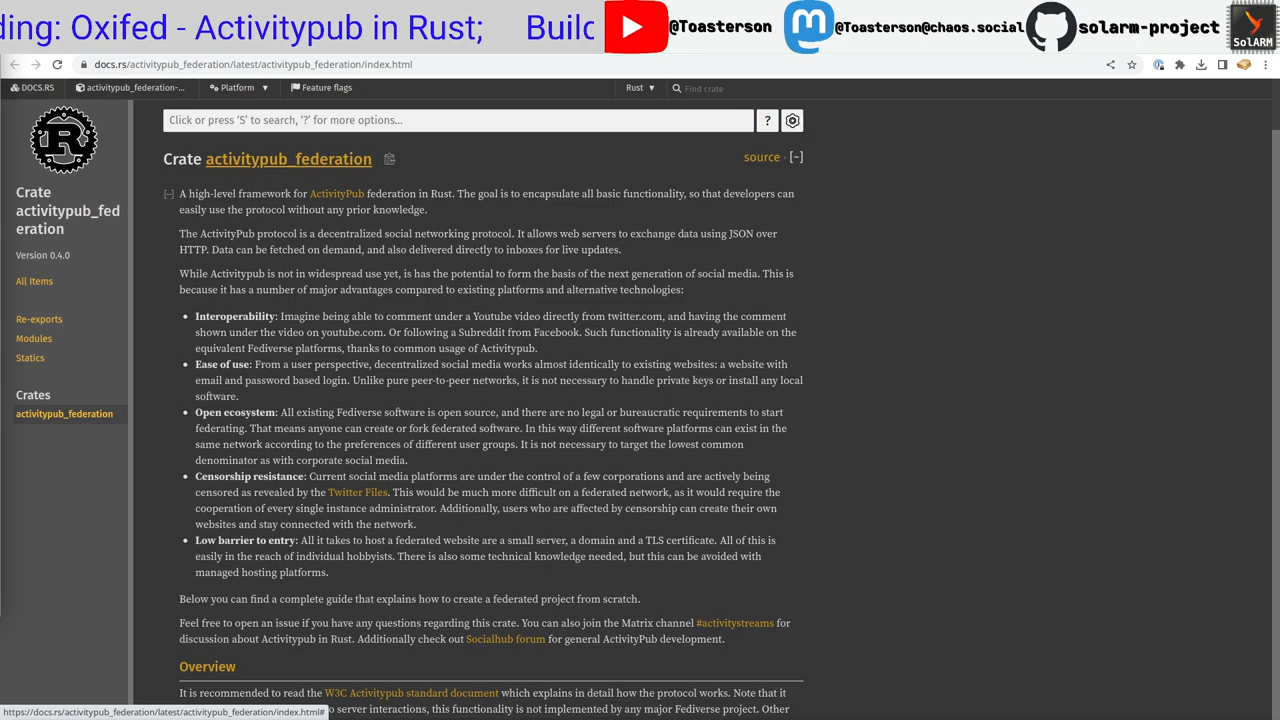 ding: Oxifed - Activitypub in Rust;
Build
@Toasterson
@Toasterson@chaos.social
solarm-project
SolARM
docs.rs/activitypub_federation/latest/activitypub_federation/index.html
DOCS.RS
activitypub_federation-...
Platform
Feature flags
Rust
Find crate
Click or press ‘S’ to search, ‘?’ for more options…
?
Crate activitypub_federation
source · [-]
Crate
activitypub_fed
eration
Version 0.4.0
All Items
Re-exports
Modules
Statics
Crates
activitypub_federation
[-] A high-level framework for ActivityPub federation in Rust. The goal is to encapsulate all basic functionality, so that developers can
easily use the protocol without any prior knowledge.
The ActivityPub protocol is a decentralized social networking protocol. It allows web servers to exchange data using JSON over
HTTP. Data can be fetched on demand, and also delivered directly to inboxes for live updates.
While Activitypub is not in widespread use yet, is has the potential to form the basis of the next generation of social media. This is
because it has a number of major advantages compared to existing platforms and alternative technologies:
• Interoperability: Imagine being able to comment under a Youtube video directly from twitter.com, and having the comment
shown under the video on youtube.com. Or following a Subreddit from Facebook. Such functionality is already available on the
equivalent Fediverse platforms, thanks to common usage of Activitypub.
• Ease of use: From a user perspective, decentralized social media works almost identically to existing websites: a website with
email and password based login. Unlike pure peer-to-peer networks, it is not necessary to handle private keys or install any local
software.
• Open ecosystem: All existing Fediverse software is open source, and there are no legal or bureaucratic requirements to start
federating. That means anyone can create or fork federated software. In this way different software platforms can exist in the
same network according to the preferences of different user groups. It is not necessary to target the lowest common
denominator as with corporate social media.
• Censorship resistance: Current social media platforms are under the control of a few corporations and are actively being
censored as revealed by the Twitter Files. This would be much more difficult on a federated network, as it would require the
cooperation of every single instance administrator. Additionally, users who are affected by censorship can create their own
websites and stay connected with the network.
• Low barrier to entry: All it takes to host a federated website are a small server, a domain and a TLS certificate. All of this is
easily in the reach of individual hobbyists. There is also some technical knowledge needed, but this can be avoided with
managed hosting platforms.
Below you can find a complete guide that explains how to create a federated project from scratch.
Feel free to open an issue if you have any questions regarding this crate. You can also join the Matrix channel #activitystreams for
discussion about Activitypub in Rust. Additionally check out Socialhub forum for general ActivityPub development.
Overview
It is recommended to read the W3C Activitypub standard document which explains in detail how the protocol works. Note that it
https://docs.rs/activitypub_federation/latest/activitypub_federation/index.html#
o server interactions, this functionality is not implemented by any major Fediverse project. Other